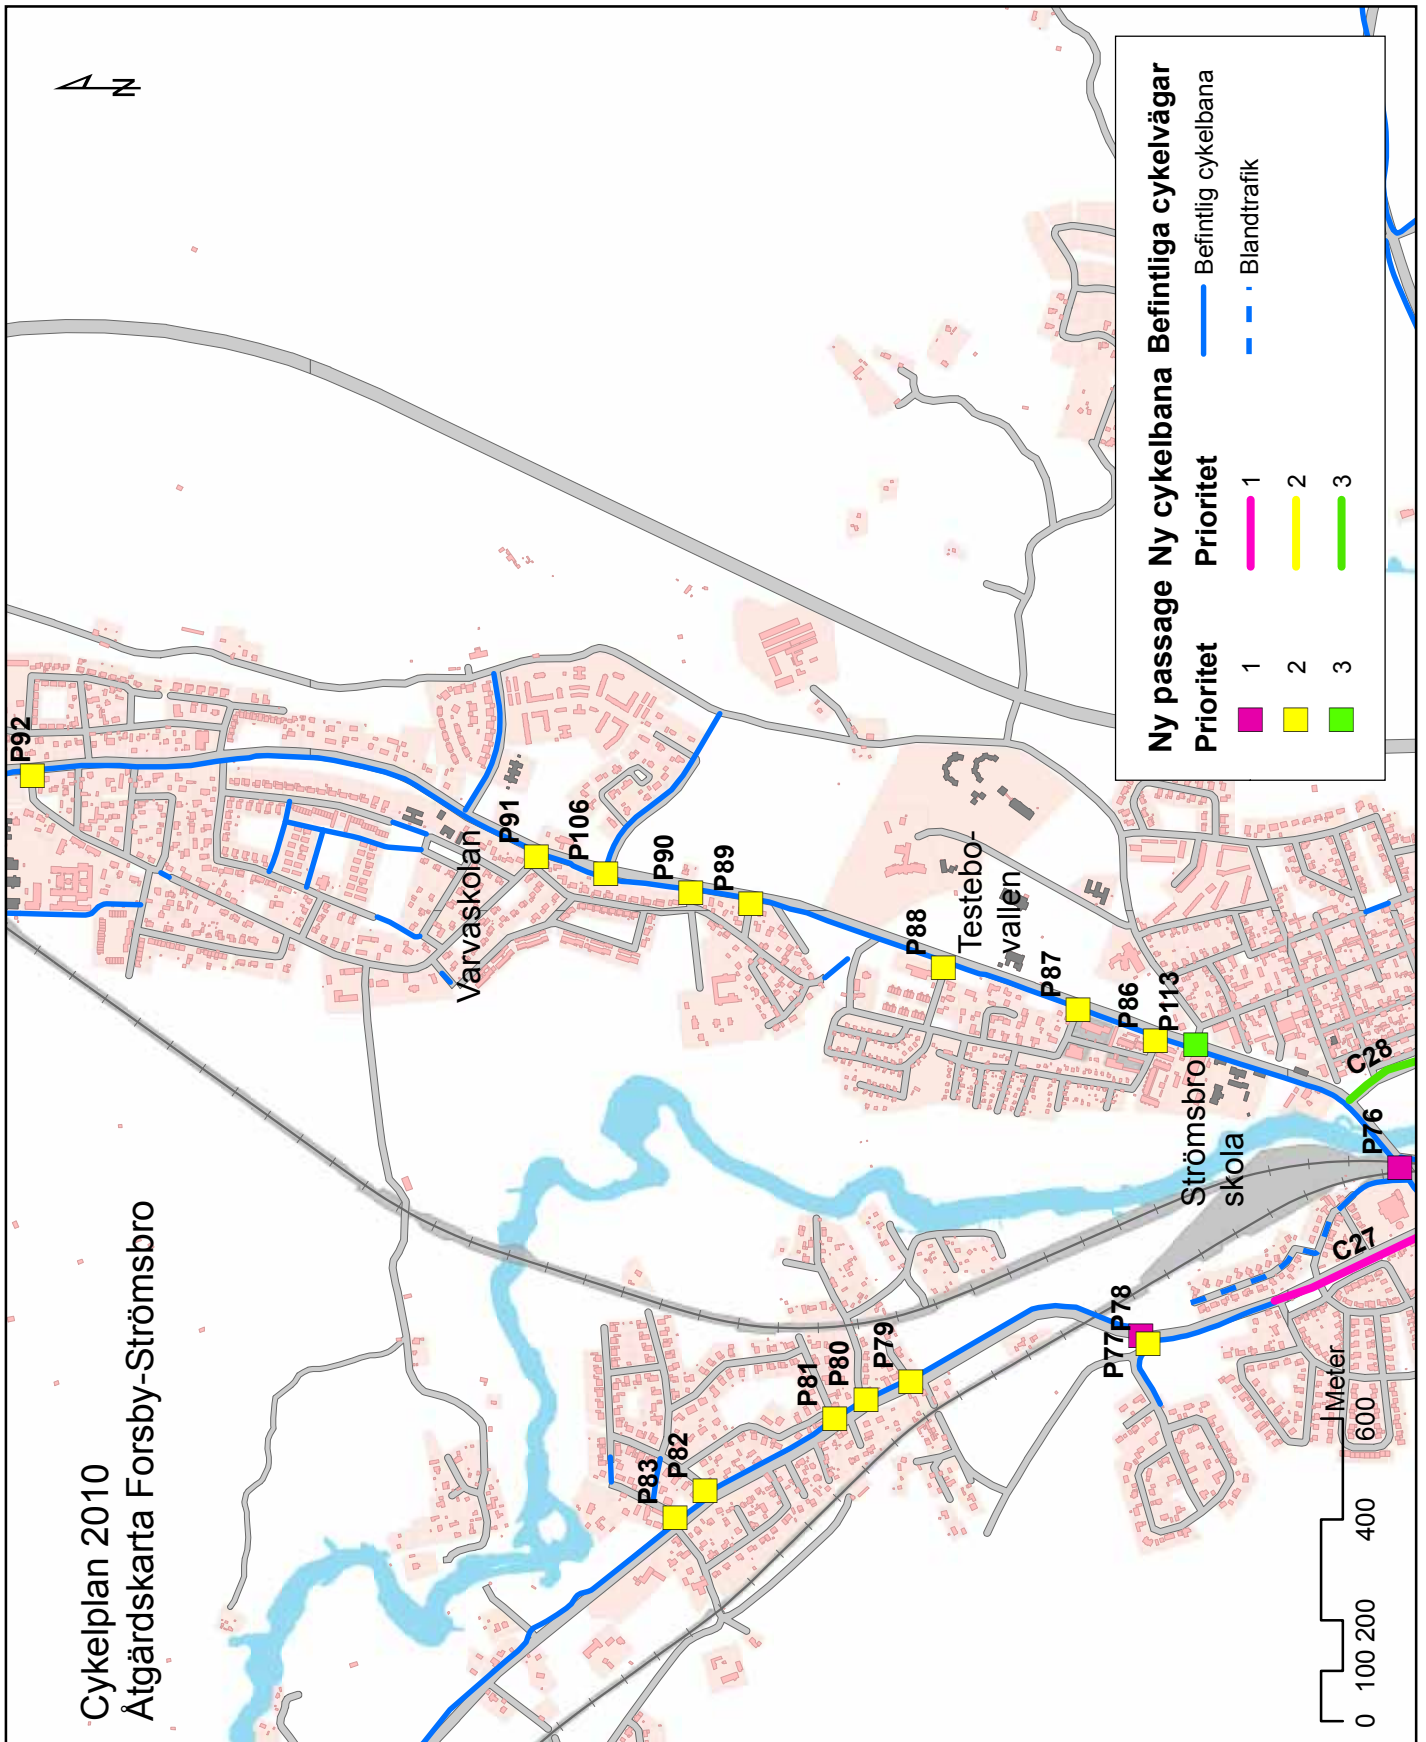 Cykelplan 2010
Åtgärdskarta Forsby-Strömsbro
N
P92
Varvaskolan
P91
P106
P90
P89
P88
Testebo-
vallen
P87
P86
P113
Strömsbro
skola
C28
P76
C27
P78
P77
P79
P80
P81
P82
P83
Ny passage
Prioritet
1
2
3
Ny cykelbana
Prioritet
1
2
3
Befintliga cykelvägar
Befintlig cykelbana
Blandtrafik
0 100 200 400 600
Meter